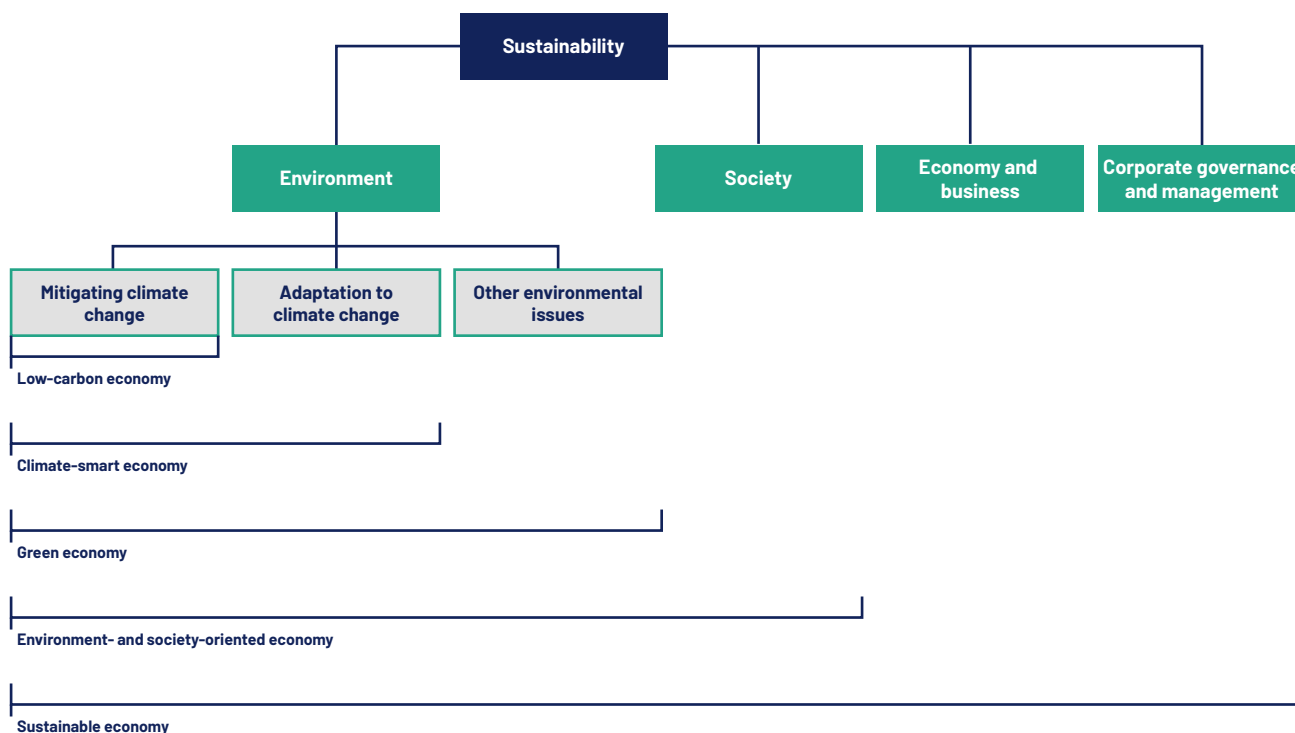 Sustainability
Environment
Society
Economy and
business
Corporate governance
and management
Mitigating climate
change
Adaptation to
climate change
Other environmental
issues
Low-carbon economy
Climate-smart economy
Green economy
Environment- and society-oriented economy
Sustainable economy